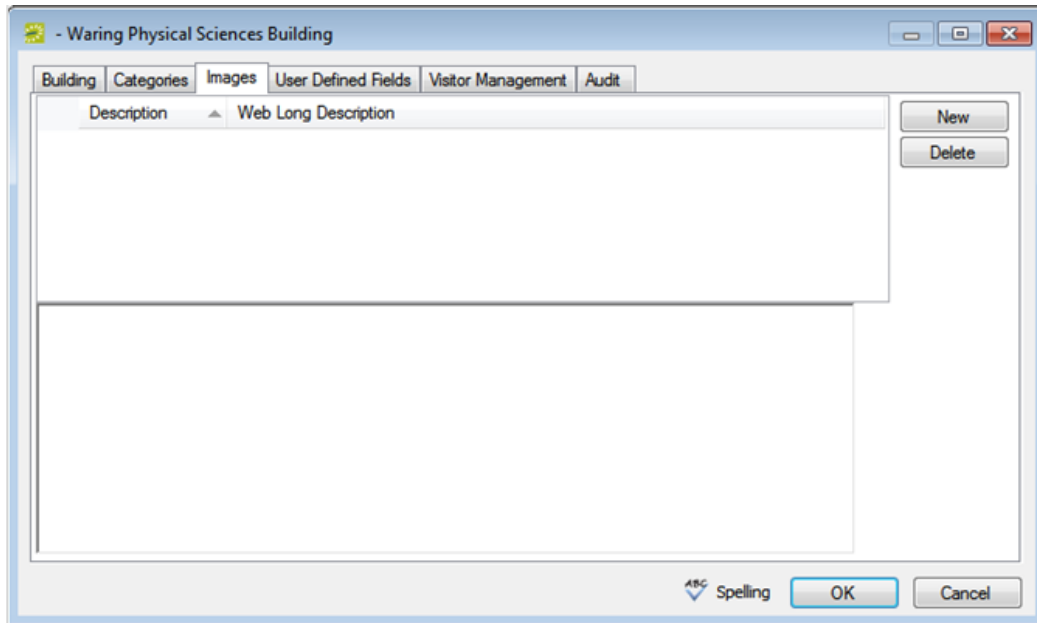 - Waring Physical Sciences Building
Building Categories Images User Defined Fields Visitor Management Audit
Description Web Long Description
New
Delete
ABC Spelling OK Cancel